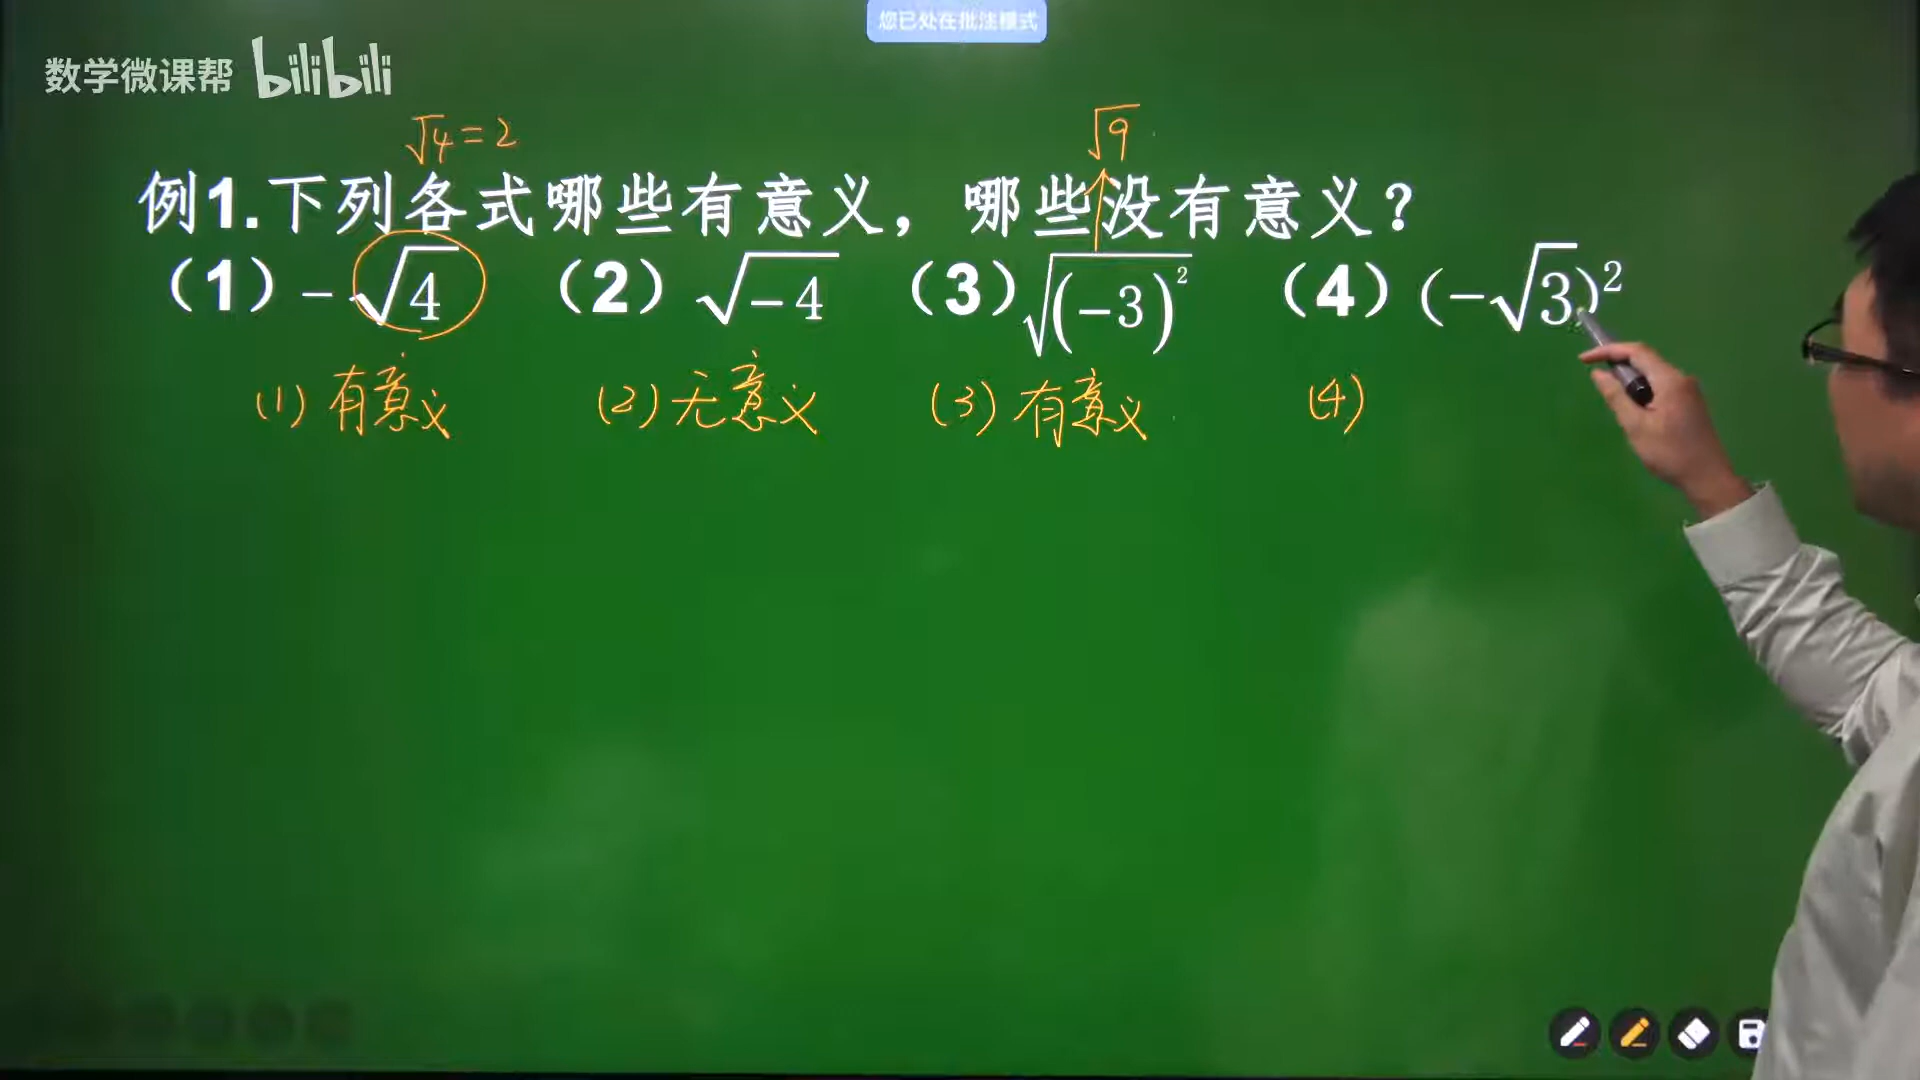 您已处在批注模式
数学微课帮 bilibili
√4=2 √9
例1.下列各式哪些有意义，哪些没有意义？
（1）-√4 （2）√-4 （3）√(-3)² （4）(-√3)²
(1) 有意义 (2) 无意义 (3) 有意义 (4)